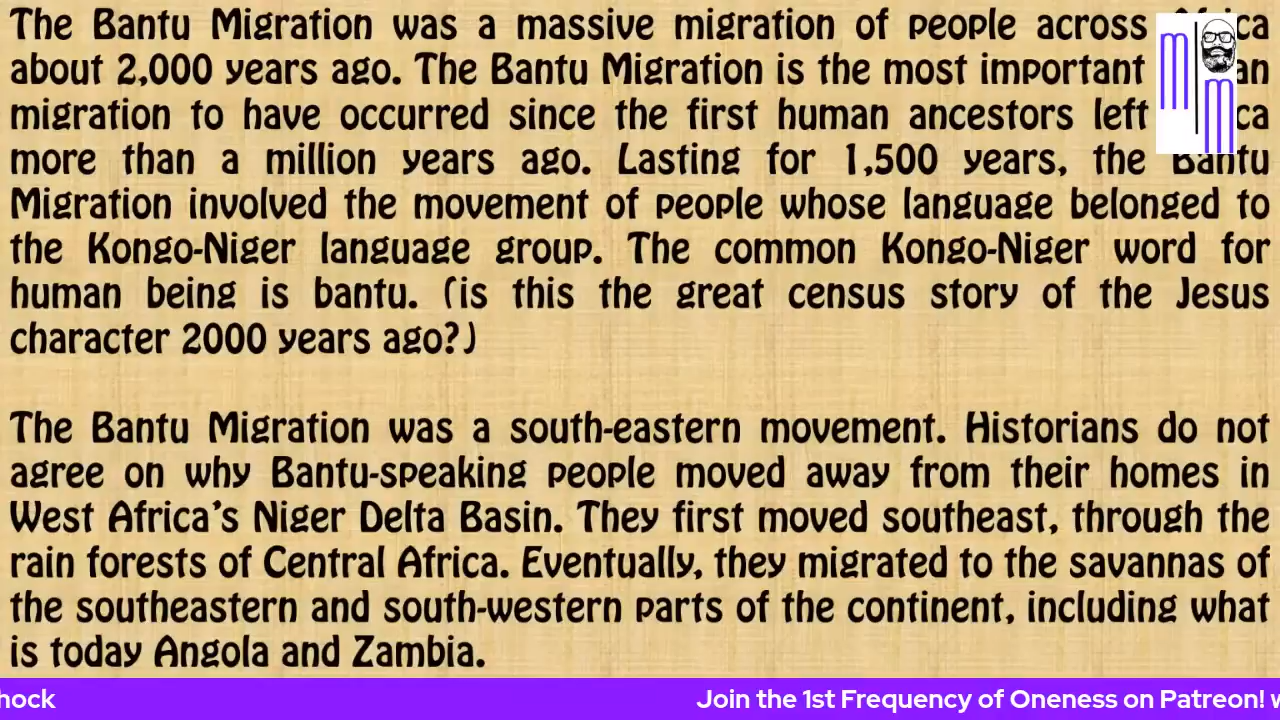 The Bantu Migration was a massive migration of people across
about 2,000 years ago. The Bantu Migration is the most important
migration to have occurred since the first human ancestors left
more than a million years ago. Lasting for 1,500 years, the Bantu
Migration involved the movement of people whose language belonged to
the Kongo-Niger language group. The common Kongo-Niger word for
human being is bantu. (is this the great census story of the Jesus
character 2000 years ago?)
The Bantu Migration was a south-eastern movement. Historians do not
agree on why Bantu-speaking people moved away from their homes in
West Africa's Niger Delta Basin. They first moved southeast, through the
rain forests of Central Africa. Eventually, they migrated to the savannas of
the southeastern and south-western parts of the continent, including what
is today Angola and Zambia.
hock Join the 1st Frequency of Oneness on Patreon!